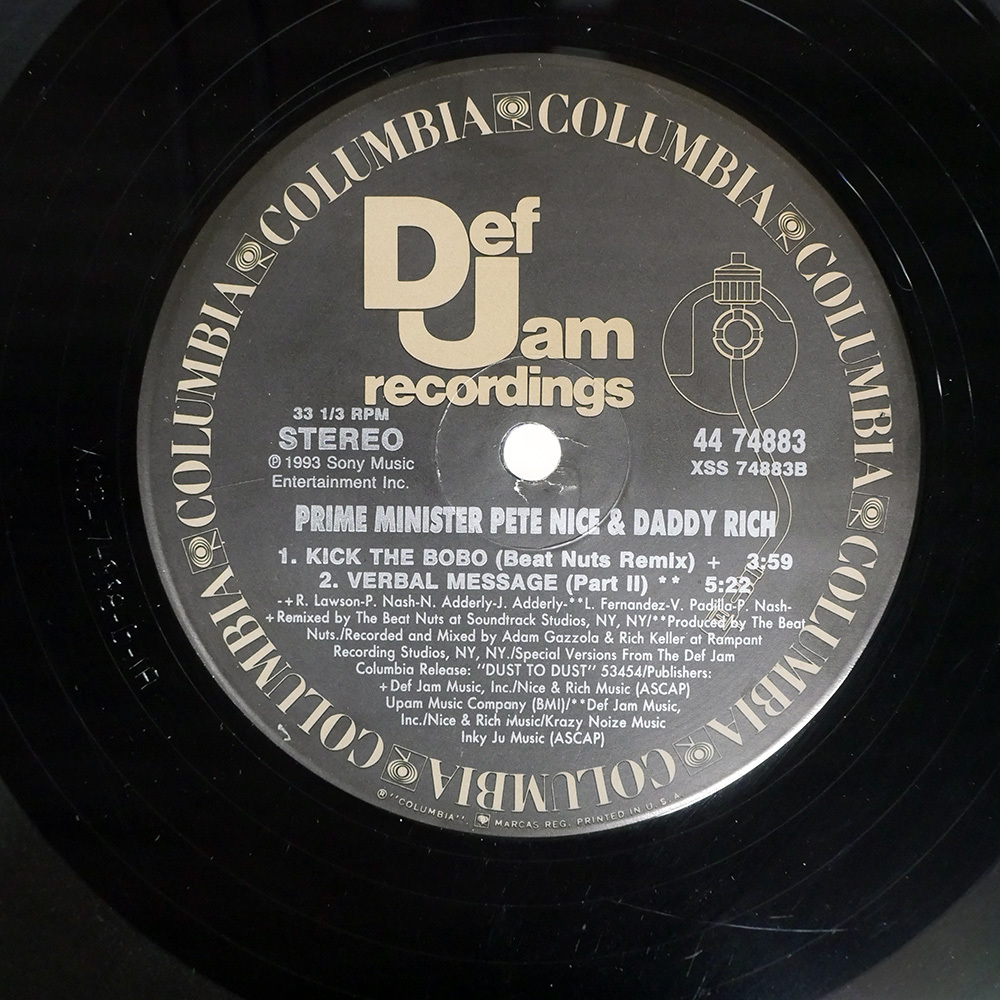 COLUMBIA COLUMBIA COLUMBIA COLUMBIA COLUMBIA COLUMBIA COLUMBIA COLUMBIA COLUMBIA
Def
Jam
recordings
33 1/3 RPM
STEREO
℗ 1993 Sony Music
Entertainment Inc.
44 74883
XSS 74883B
PRIME MINISTER PETE NICE & DADDY RICH
1. KICK THE BOBO (Beat Nuts Remix) + 3:59
2. VERBAL MESSAGE (Part II) ** 5:22
-+R. Lawson-P. Nash-N. Adderly-J. Adderly-**L. Fernandez-V. Padilla-P. Nash-
+Remixed by The Beat Nuts at Soundtrack Studios, NY, NY/**Produced by The Beat
Nuts./Recorded and Mixed by Adam Gazzola & Rich Keller at Rampant
Recording Studios, NY, NY./Special Versions From The Def Jam
Columbia Release: "DUST TO DUST" 53454/Publishers:
+Def Jam Music, Inc./Nice & Rich Music (ASCAP)
Upam Music Company (BMI)/**Def Jam Music,
Inc./Nice & Rich Music/Krazy Noize Music
Inky Ju Music (ASCAP)
® "COLUMBIA", MARCAS REG. PRINTED IN U.S.A.